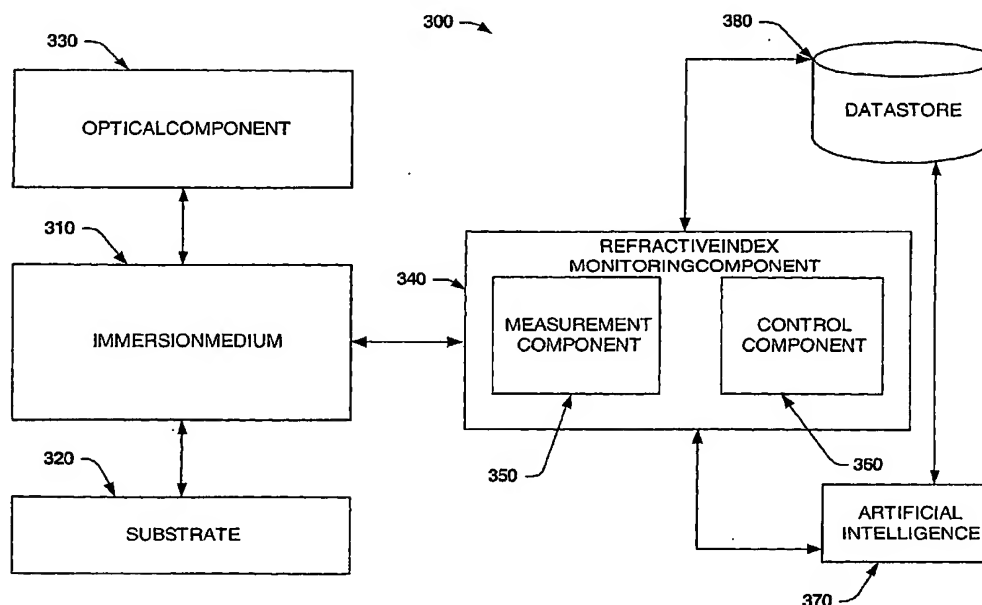 300
330
380
OPTICALCOMPONENT
DATASTORE
310
REFRACTIVEINDEX
MONITORINGCOMPONENT
340
IMMERSIONMEDIUM
MEASUREMENT
COMPONENT
CONTROL
COMPONENT
320
350
360
SUBSTRATE
ARTIFICIAL
INTELLIGENCE
370